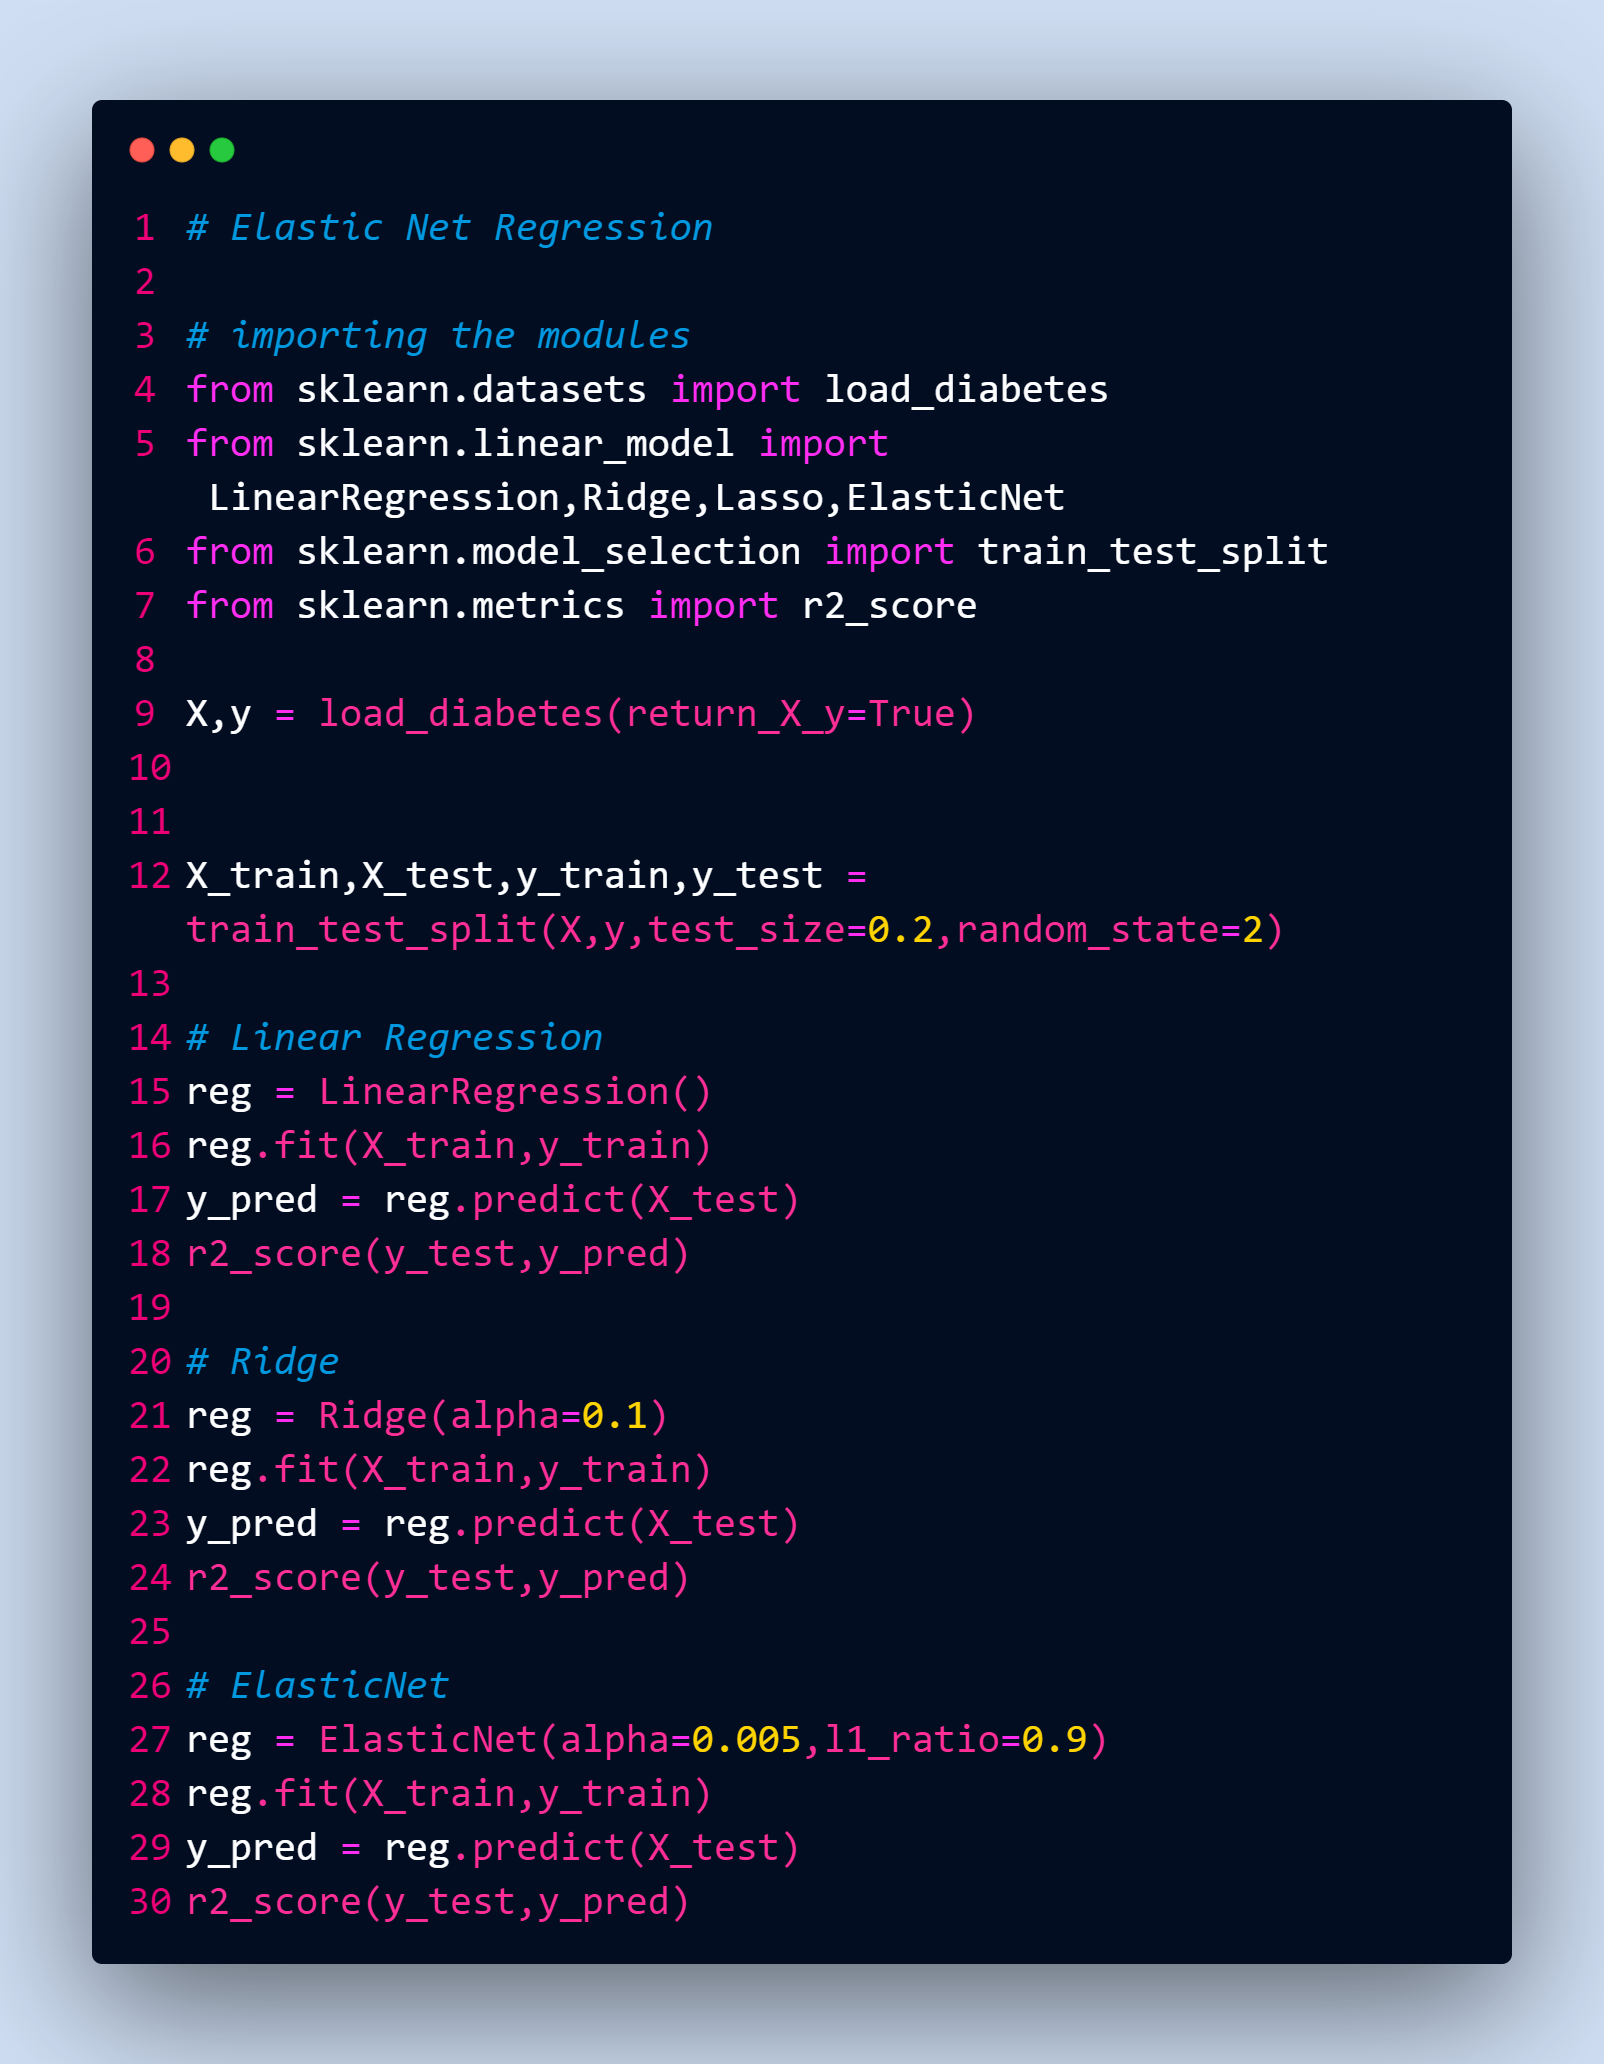 1 # Elastic Net Regression
2
3 # importing the modules
4 from sklearn.datasets import load_diabetes
5 from sklearn.linear_model import
LinearRegression,Ridge,Lasso,ElasticNet
6 from sklearn.model_selection import train_test_split
7 from sklearn.metrics import r2_score
8
9 X,y = load_diabetes(return_X_y=True)
10
11
12 X_train,X_test,y_train,y_test =
train_test_split(X,y,test_size=0.2,random_state=2)
13
14 # Linear Regression
15 reg = LinearRegression()
16 reg.fit(X_train,y_train)
17 y_pred = reg.predict(X_test)
18 r2_score(y_test,y_pred)
19
20 # Ridge
21 reg = Ridge(alpha=0.1)
22 reg.fit(X_train,y_train)
23 y_pred = reg.predict(X_test)
24 r2_score(y_test,y_pred)
25
26 # ElasticNet
27 reg = ElasticNet(alpha=0.005,l1_ratio=0.9)
28 reg.fit(X_train,y_train)
29 y_pred = reg.predict(X_test)
30 r2_score(y_test,y_pred)